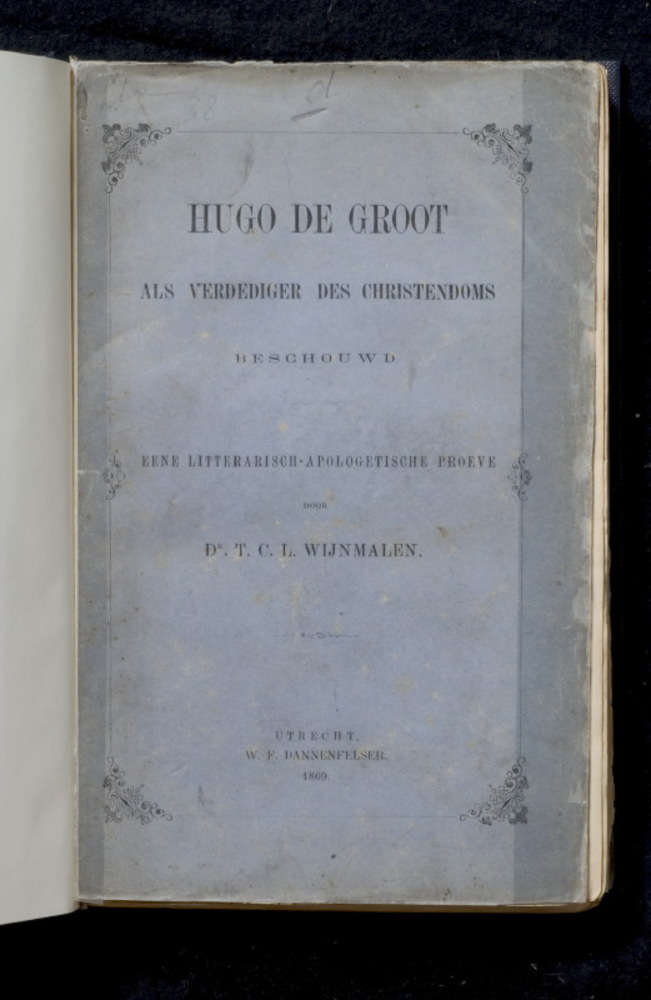 HUGO DE GROOT
ALS VERDEDIGER DES CHRISTENDOMS
BESCHOUWD
EENE LITTERARISCH-APOLOGETISCHE PROEVE
DOOR
DR. T. C. L. WIJNMALEN.
UTRECHT,
W. F. DANNENFELSER.
1869.